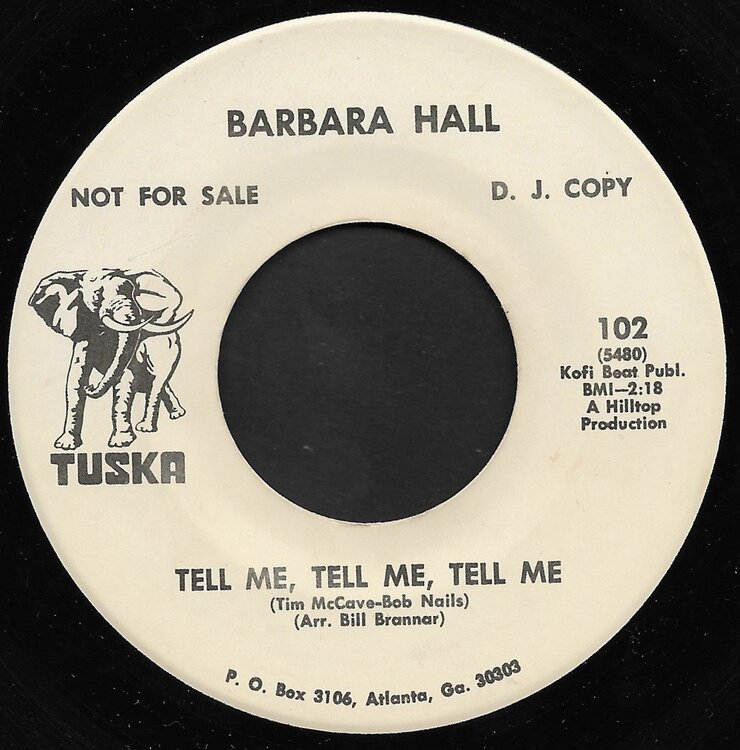 BARBARA HALL
NOT FOR SALE
D. J. COPY
TUSKA
102
(5480)
Kofi Beat Publ.
BMI—2:18
A Hilltop
Production
TELL ME, TELL ME, TELL ME
(Tim McCave-Bob Nails)
(Arr. Bill Brannar)
P. O. Box 3106, Atlanta, Ga. 30303